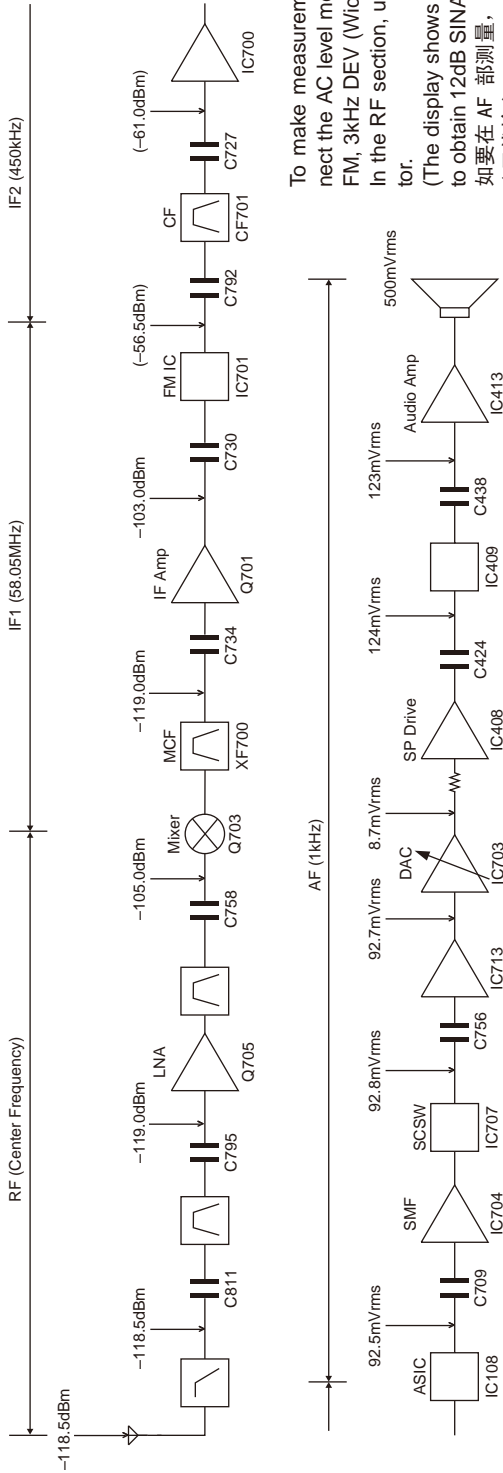 RF (Center Frequency)
IF1 (58.05MHz)
IF2 (450kHz)
–118.5dBm
–118.5dBm
–119.0dBm
–105.0dBm
–119.0dBm
–103.0dBm
(–56.5dBm)
(–61.0dBm)
LNA
Mixer
MCF
IF Amp
FM IC
CF
C811
C795
Q705
C758
Q703
XF700
C734
Q701
C730
IC701
C792
CF701
C727
IC700
AF (1kHz)
92.5mVrms
92.8mVrms
92.7mVrms
8.7mVrms
124mVrms
123mVrms
500mVrms
ASIC
SMF
SCSW
DAC
SP Drive
Audio Amp
IC108
C709
IC704
IC707
C756
IC713
IC703
IC408
C424
IC409
C438
IC413
To make measuremen
nect the AC level me
FM, 3kHz DEV (Wid
In the RF section, u
tor.
(The display shows
to obtain 12dB SINA
如要在 AF 部测量,